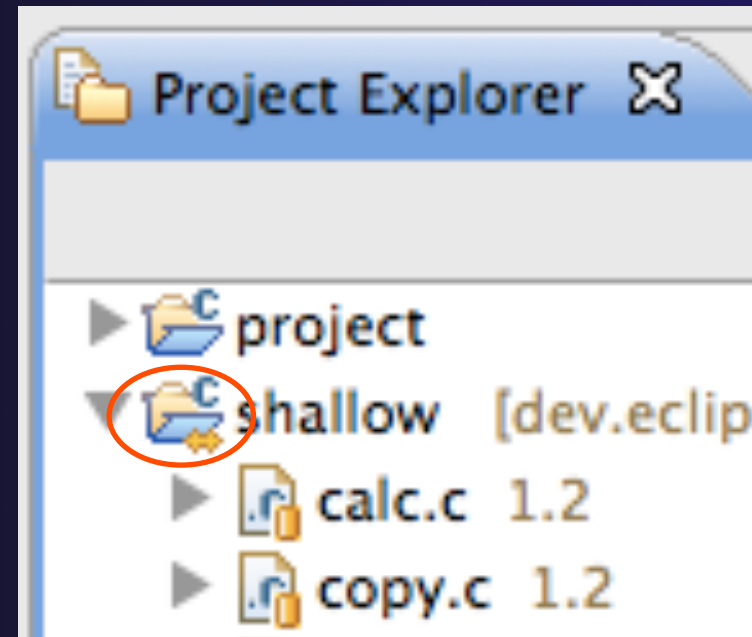 Project Explorer
C project
C shallow [dev.eclip
.c calc.c 1.2
.c copy.c 1.2